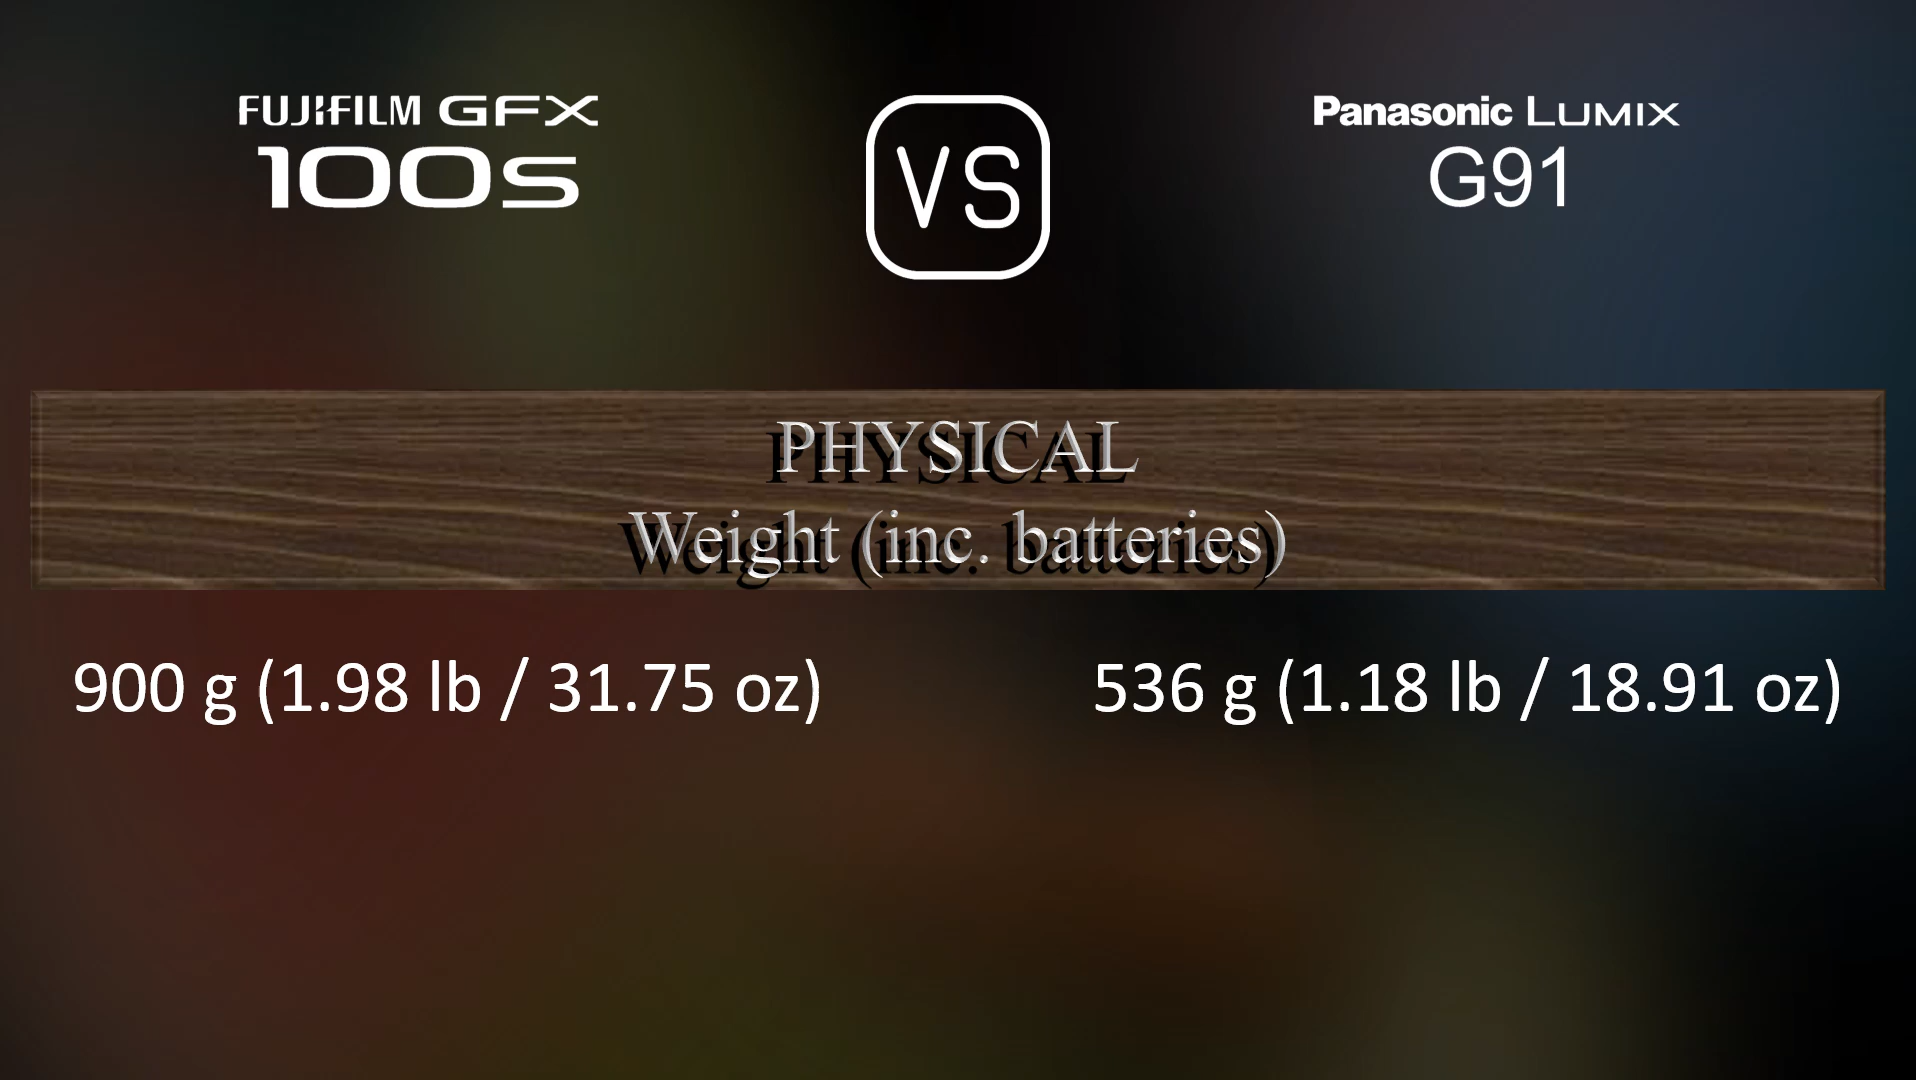 FUJIFILM GFX
100S
VS
Panasonic LUMIX
G91
PHYSICAL
Weight (inc. batteries)
900 g (1.98 lb / 31.75 oz)
536 g (1.18 lb / 18.91 oz)